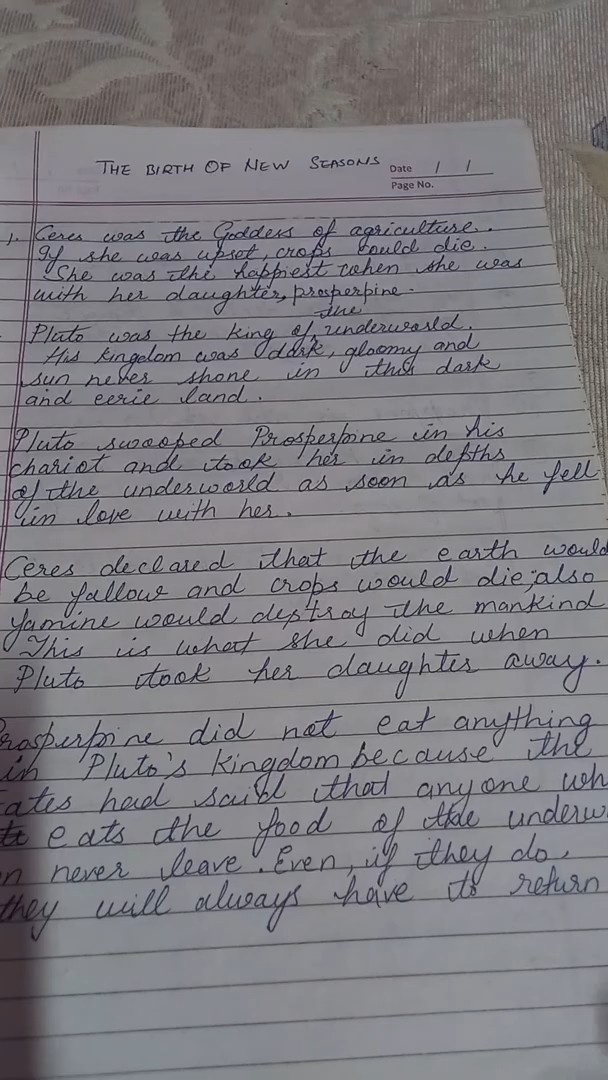 THE BIRTH OF NEW SEASONS
Date / /
Page No.
1. Ceres was the Goddess of agriculture.
If she was upset, crops could die.
She was the happiest when she was
with her daughter, prosperpine.
the
Pluto was the king of underworld.
His kingdom was dark, gloomy and
sun never shone in this dark
and eerie land.
Pluto swooped Prosperpine in his
chariot and took her in depths
of the underworld as soon as he fell
in love with her.
Ceres declared that the earth would
be fallow and crops would die; also
famine would destroy the mankind
This is what she did when
Pluto took her daughter away.
Prosperpine did not eat anything
in Pluto's kingdom because the
ates had said that anyone wh
eats the food of the underw
n never leave. Even, if they do,
they will always have to return